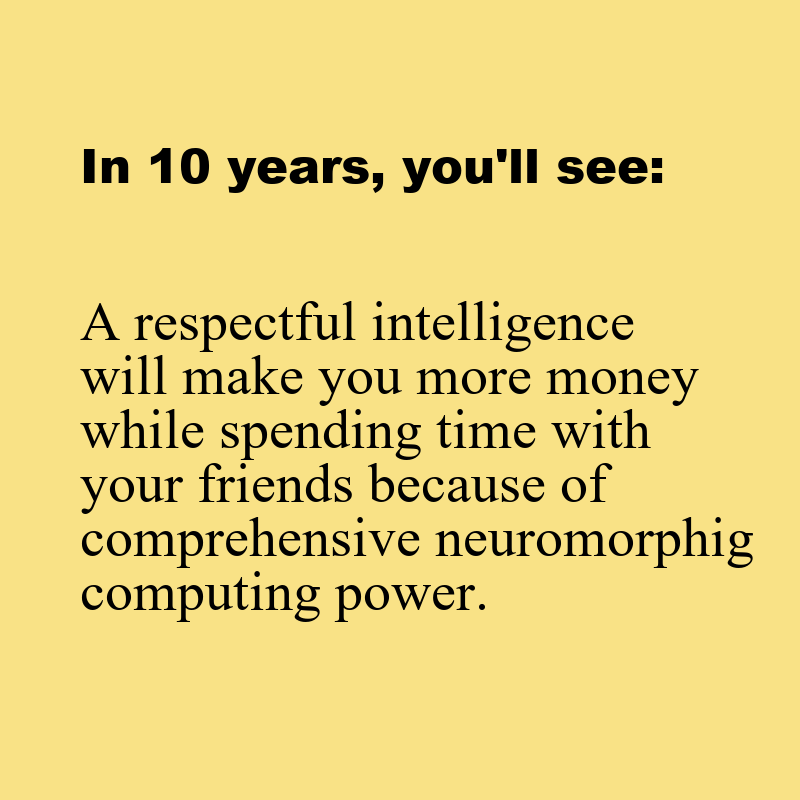 In 10 years, you'll see:
A respectful intelligence
will make you more money
while spending time with
your friends because of
comprehensive neuromorphig
computing power.